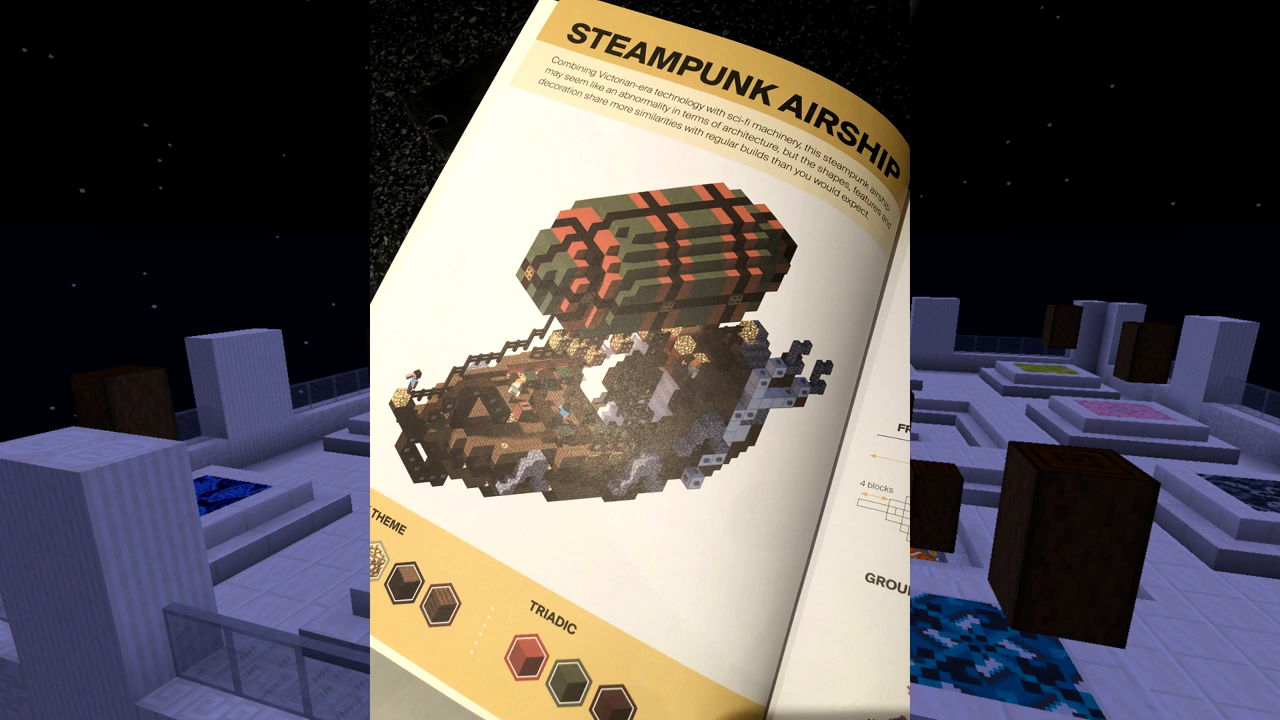 STEAMPUNK AIRSHIP
Combining Victorian-era technology with sci-fi machinery, this steampunk airship
may seem like an abnormality in terms of architecture, but the shapes, features and
decoration share more similarities with regular builds than you would expect.
THEME
TRIADIC
FR
4 blocks
GROU